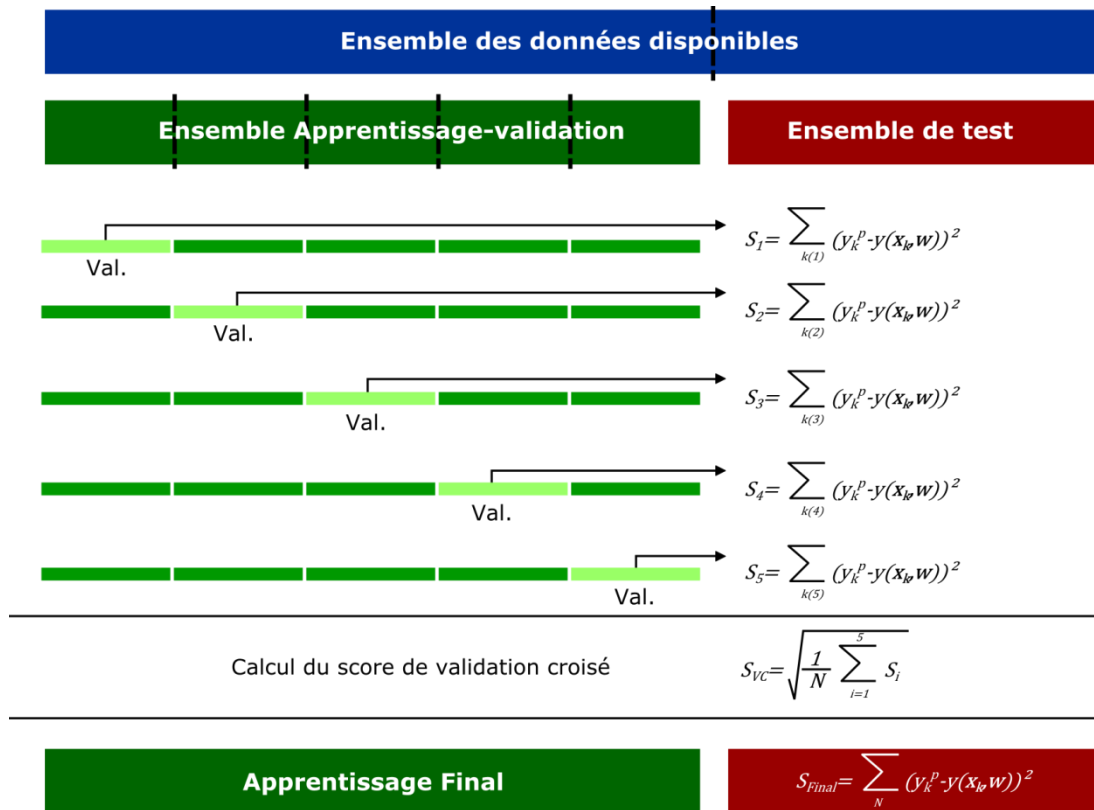 Ensemble des données disponibles
Ensemble Apprentissage-validation
Ensemble de test
S₁= ∑ k(1) (yₖᵖ-y(xₖ,w))²
Val.
S₂= ∑ k(2) (yₖᵖ-y(xₖ,w))²
Val.
S₃= ∑ k(3) (yₖᵖ-y(xₖ,w))²
Val.
S₄= ∑ k(4) (yₖᵖ-y(xₖ,w))²
Val.
S₅= ∑ k(5) (yₖᵖ-y(xₖ,w))²
Val.
Calcul du score de validation croisé
S_VC= √(1/N ∑ i=1 5 Sᵢ)
Apprentissage Final
S_Final= ∑ N (yₖᵖ-y(xₖ,w))²